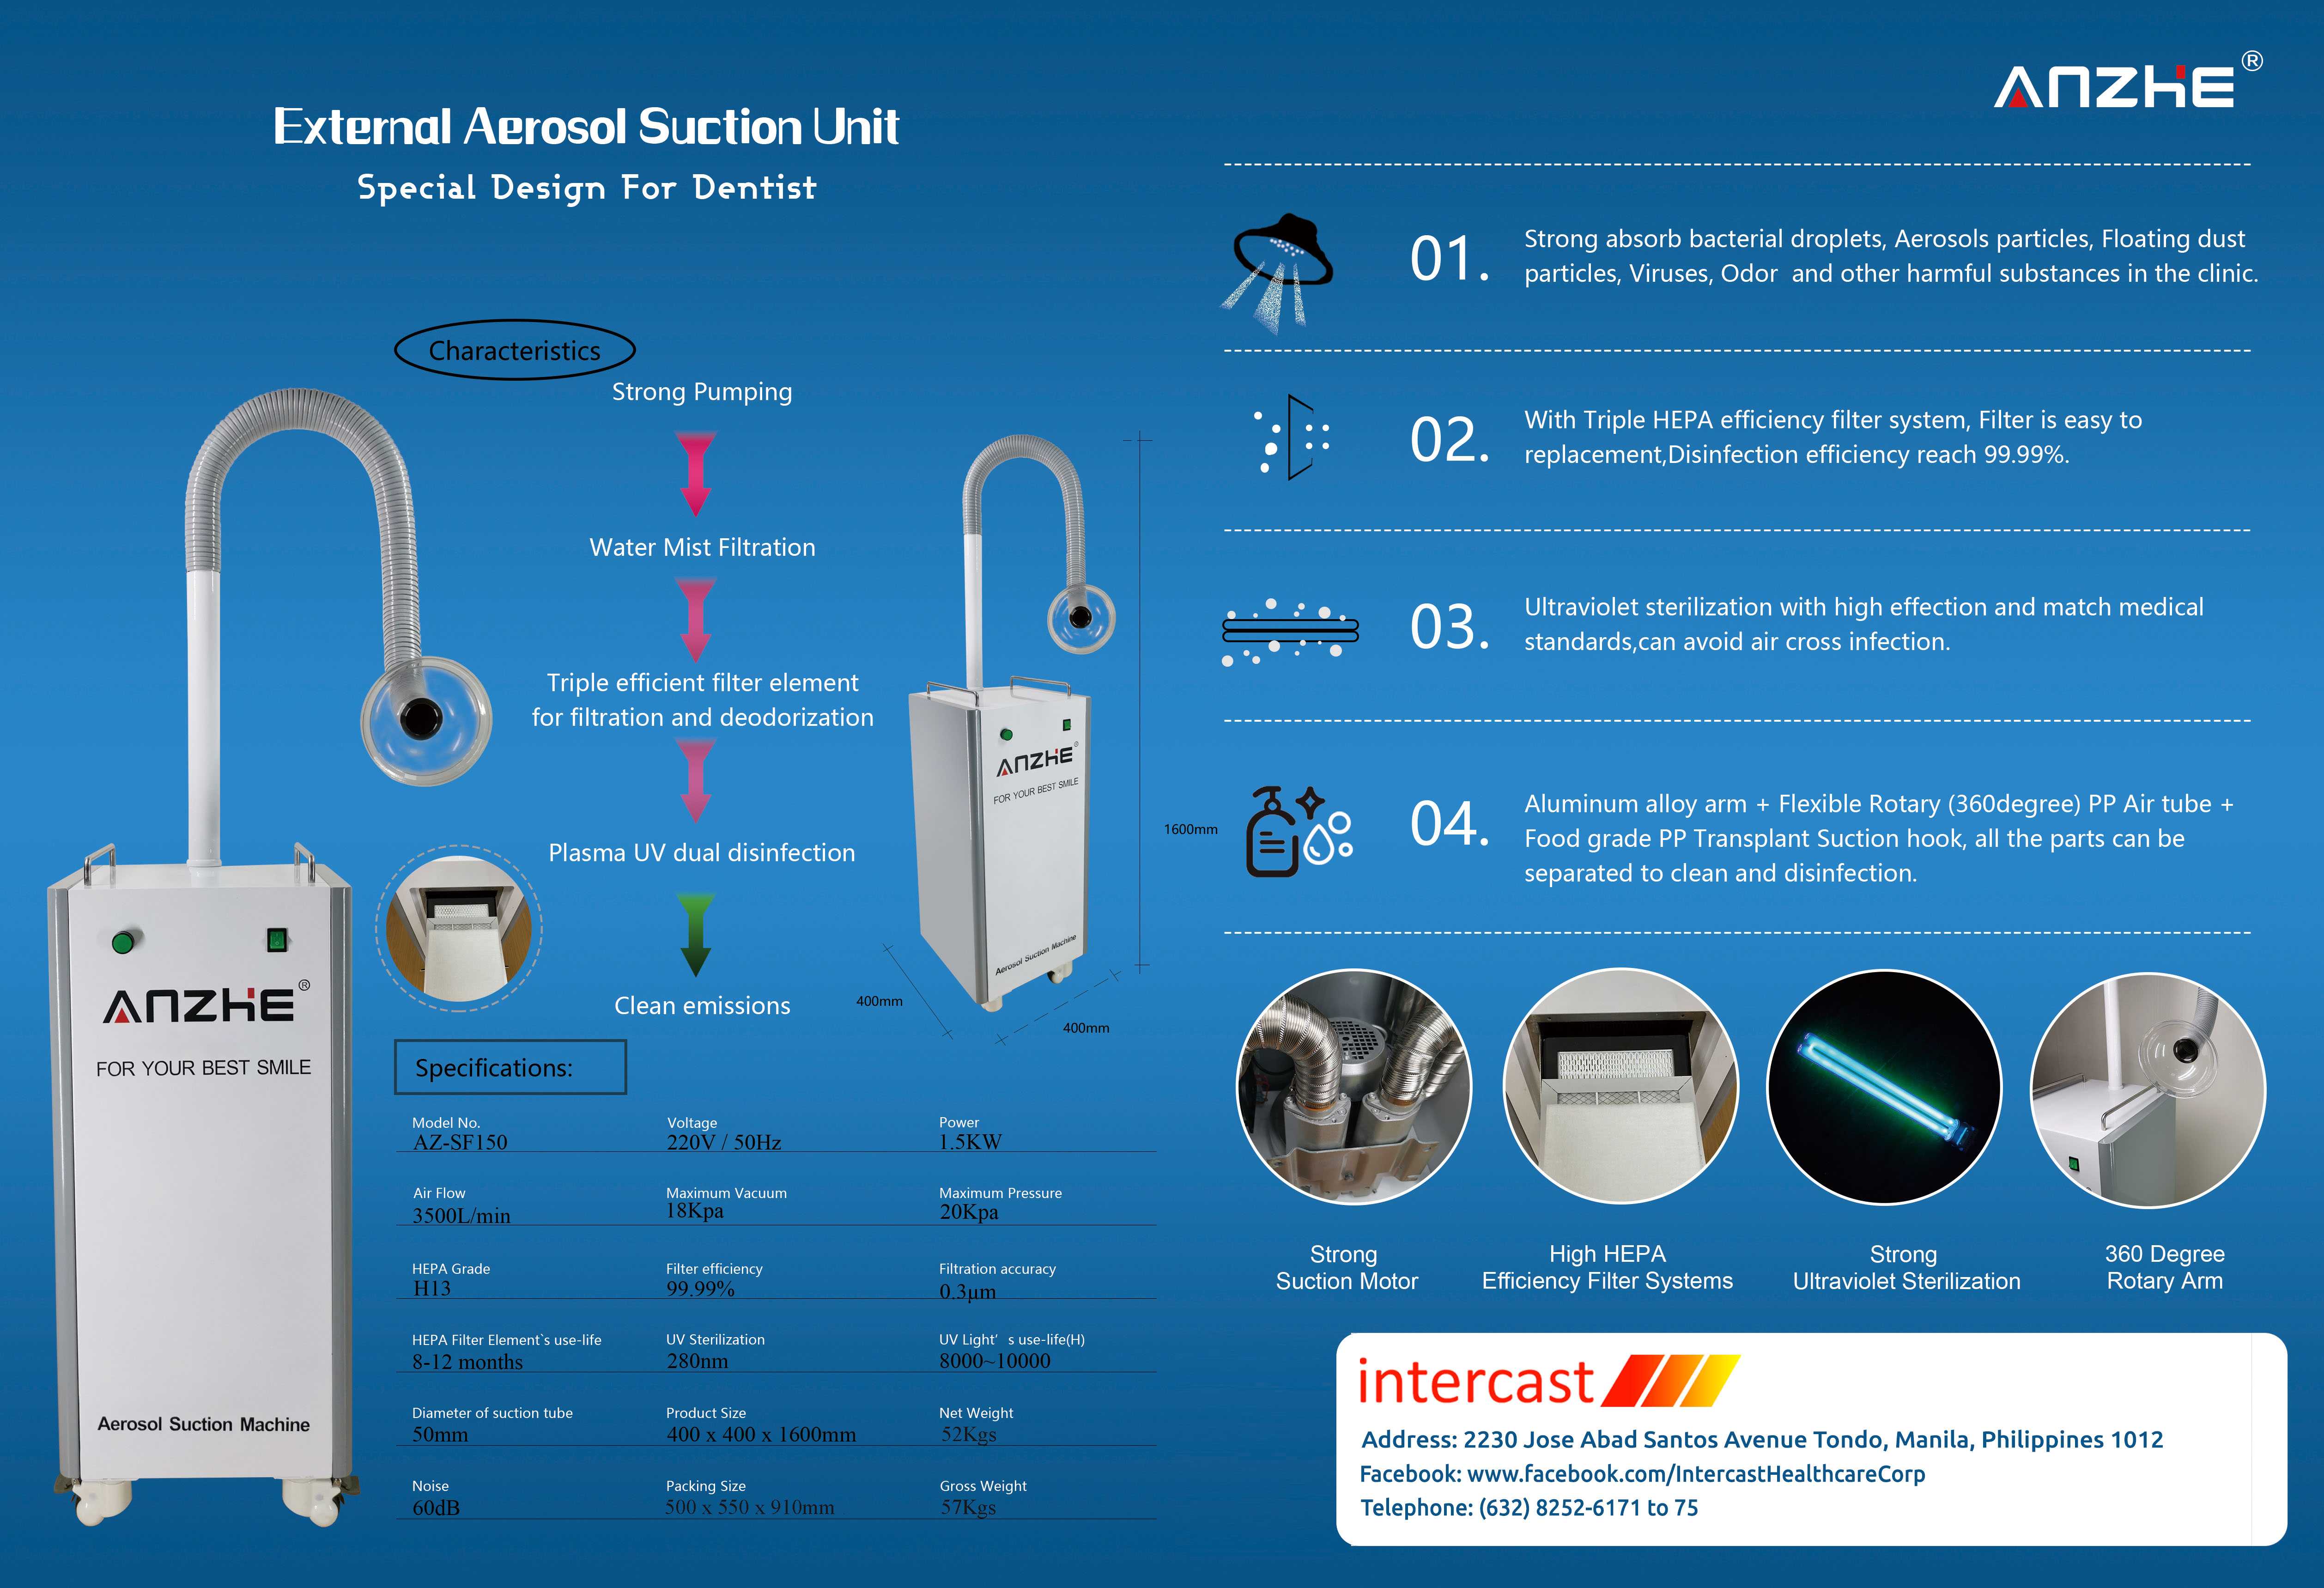 External Aerosol Suction Unit
Special Design For Dentist
Characteristics
Strong Pumping
Water Mist Filtration
Triple efficient filter element
for filtration and deodorization
Plasma UV dual disinfection
Clean emissions
ANZHE®
FOR YOUR BEST SMILE
Aerosol Suction Machine
ANZHE®
FOR YOUR BEST SMILE
Aerosol Suction Machine
1600mm
400mm
400mm
Specifications:
Model No. Voltage Power
AZ-SF150 220V / 50Hz 1.5KW
Air Flow Maximum Vacuum Maximum Pressure
3500L/min 18Kpa 20Kpa
HEPA Grade Filter efficiency Filtration accuracy
H13 99.99% 0.3μm
HEPA Filter Element`s use-life UV Sterilization UV Light’ s use-life(H)
8-12 months 280nm 8000~10000
Diameter of suction tube Product Size Net Weight
50mm 400 x 400 x 1600mm 52Kgs
Noise Packing Size Gross Weight
60dB 500 x 550 x 910mm 57Kgs
ANZHE®
01. Strong absorb bacterial droplets, Aerosols particles, Floating dust
particles, Viruses, Odor and other harmful substances in the clinic.
02. With Triple HEPA efficiency filter system, Filter is easy to
replacement,Disinfection efficiency reach 99.99%.
03. Ultraviolet sterilization with high effection and match medical
standards,can avoid air cross infection.
04. Aluminum alloy arm + Flexible Rotary (360degree) PP Air tube +
Food grade PP Transplant Suction hook, all the parts can be
separated to clean and disinfection.
Strong
Suction Motor
High HEPA
Efficiency Filter Systems
Strong
Ultraviolet Sterilization
360 Degree
Rotary Arm
intercast
Address: 2230 Jose Abad Santos Avenue Tondo, Manila, Philippines 1012
Facebook: www.facebook.com/IntercastHealthcareCorp
Telephone: (632) 8252-6171 to 75